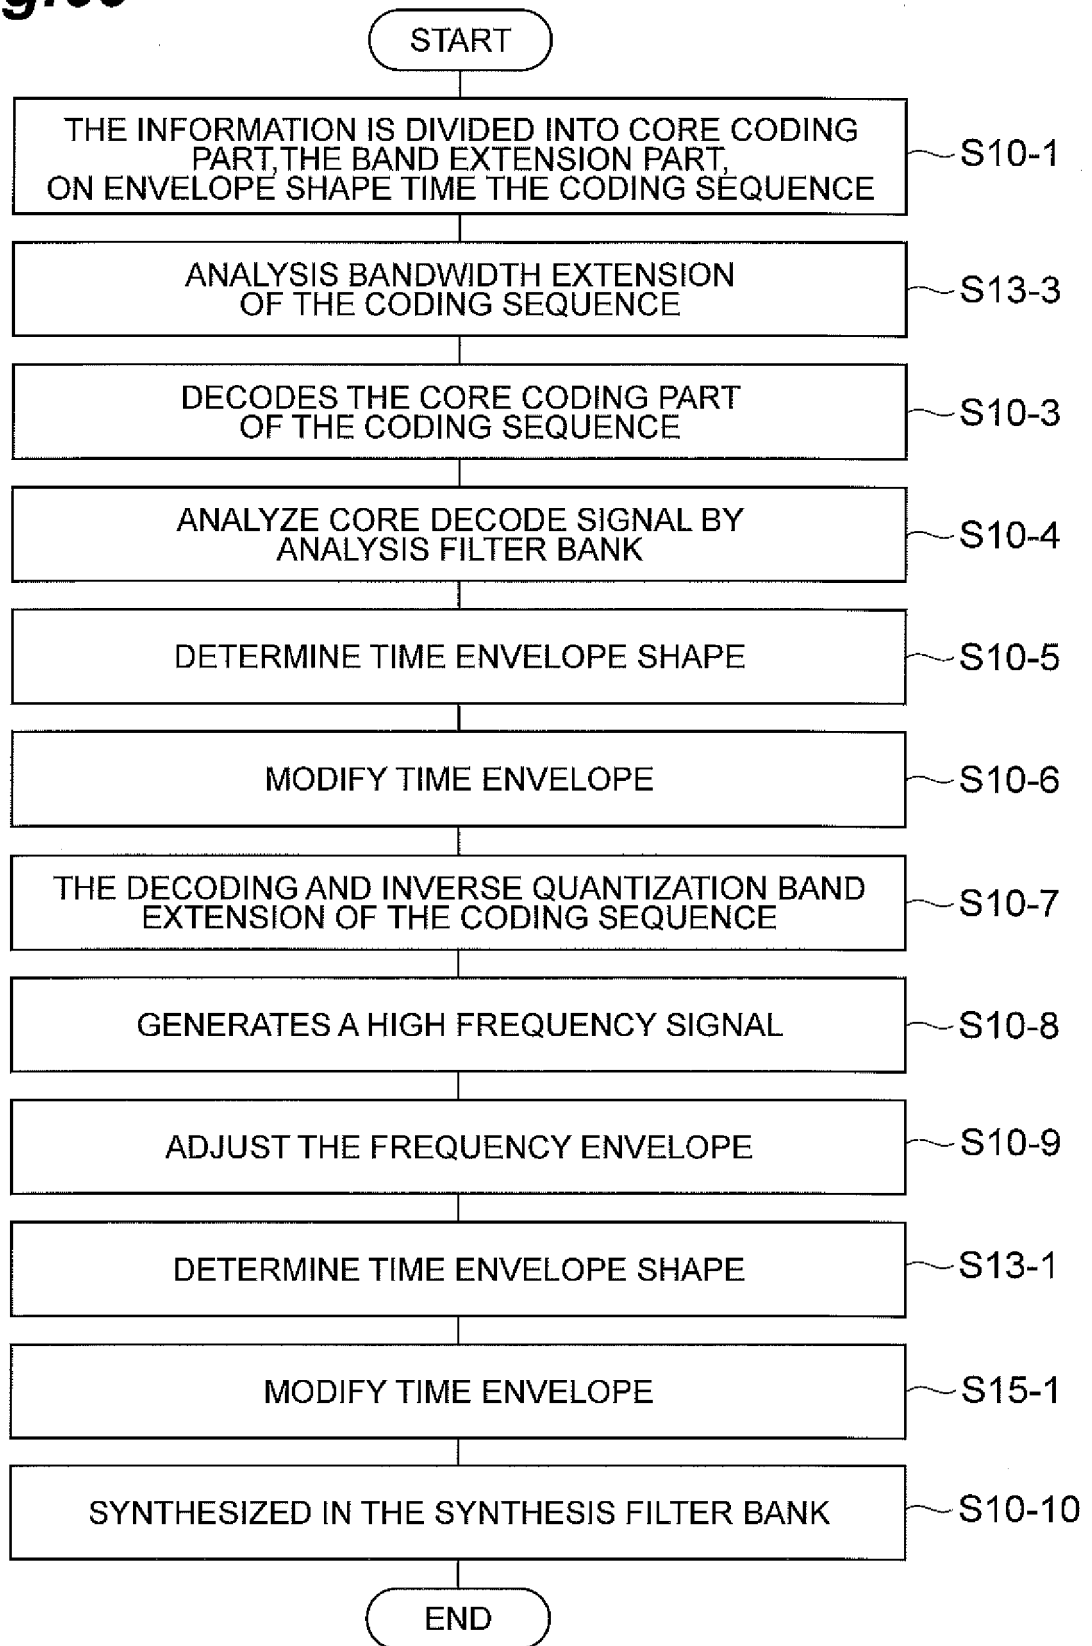 START
THE INFORMATION IS DIVIDED INTO CORE CODING
PART, THE BAND EXTENSION PART,
ON ENVELOPE SHAPE TIME THE CODING SEQUENCE
S10-1
ANALYSIS BANDWIDTH EXTENSION
OF THE CODING SEQUENCE
S13-3
DECODES THE CORE CODING PART
OF THE CODING SEQUENCE
S10-3
ANALYZE CORE DECODE SIGNAL BY
ANALYSIS FILTER BANK
S10-4
DETERMINE TIME ENVELOPE SHAPE
S10-5
MODIFY TIME ENVELOPE
S10-6
THE DECODING AND INVERSE QUANTIZATION BAND
EXTENSION OF THE CODING SEQUENCE
S10-7
GENERATES A HIGH FREQUENCY SIGNAL
S10-8
ADJUST THE FREQUENCY ENVELOPE
S10-9
DETERMINE TIME ENVELOPE SHAPE
S13-1
MODIFY TIME ENVELOPE
S15-1
SYNTHESIZED IN THE SYNTHESIS FILTER BANK
S10-10
END